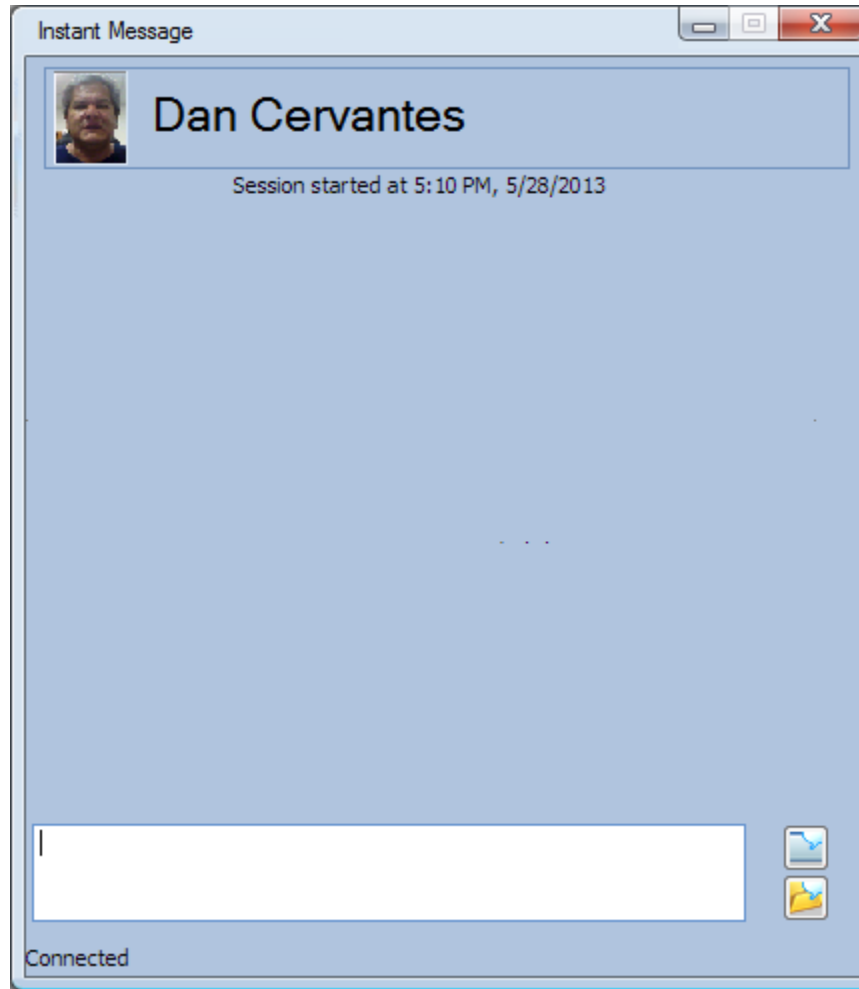 Instant Message
Dan Cervantes
Session started at 5:10 PM, 5/28/2013
Connected